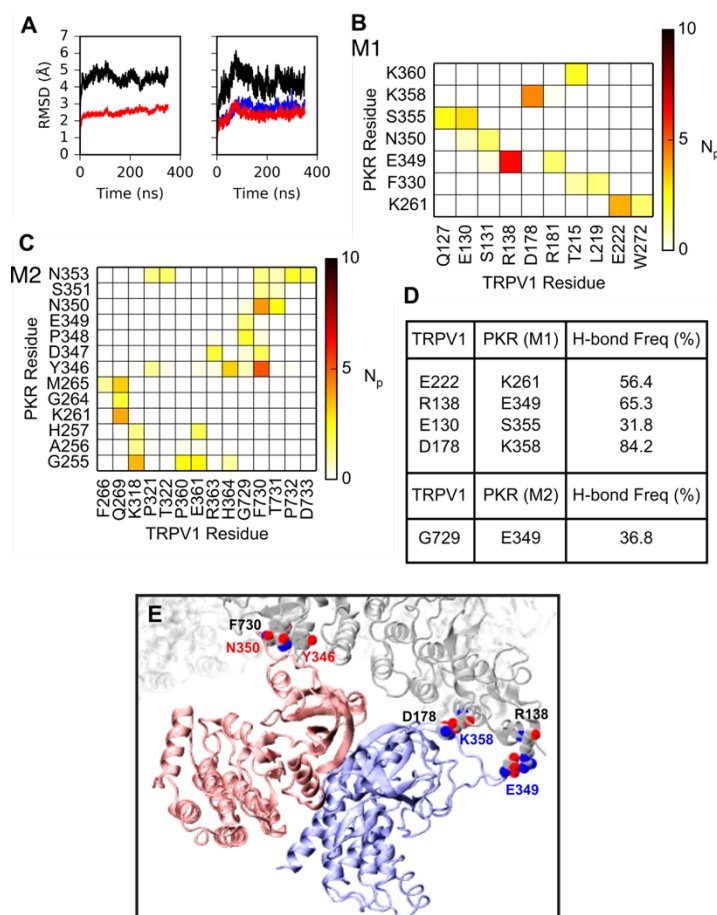 A
RMSD (Å)
7
6
5
4
3
2
1
0
0 200 400
0 200 400
Time (ns)
Time (ns)
B
M1
PKR Residue
K360
K358
S355
N350
E349
F330
K261
Q127
E130
S131
R138
D178
R181
T215
L219
E222
W272
TRPV1 Residue
10
5
0
Np
C
M2
PKR Residue
N353
S351
N350
E349
P348
D347
Y346
M265
G264
K261
H257
A256
G255
F266
Q269
K318
P321
T322
P360
E361
R363
H364
G729
F730
T731
P732
D733
TRPV1 Residue
10
5
0
Np
D
TRPV1 PKR (M1) H-bond Freq (%)
E222 K261 56.4
R138 E349 65.3
E130 S355 31.8
D178 K358 84.2
TRPV1 PKR (M2) H-bond Freq (%)
G729 E349 36.8
E
F730
N350
Y346
D178
R138
K358
E349